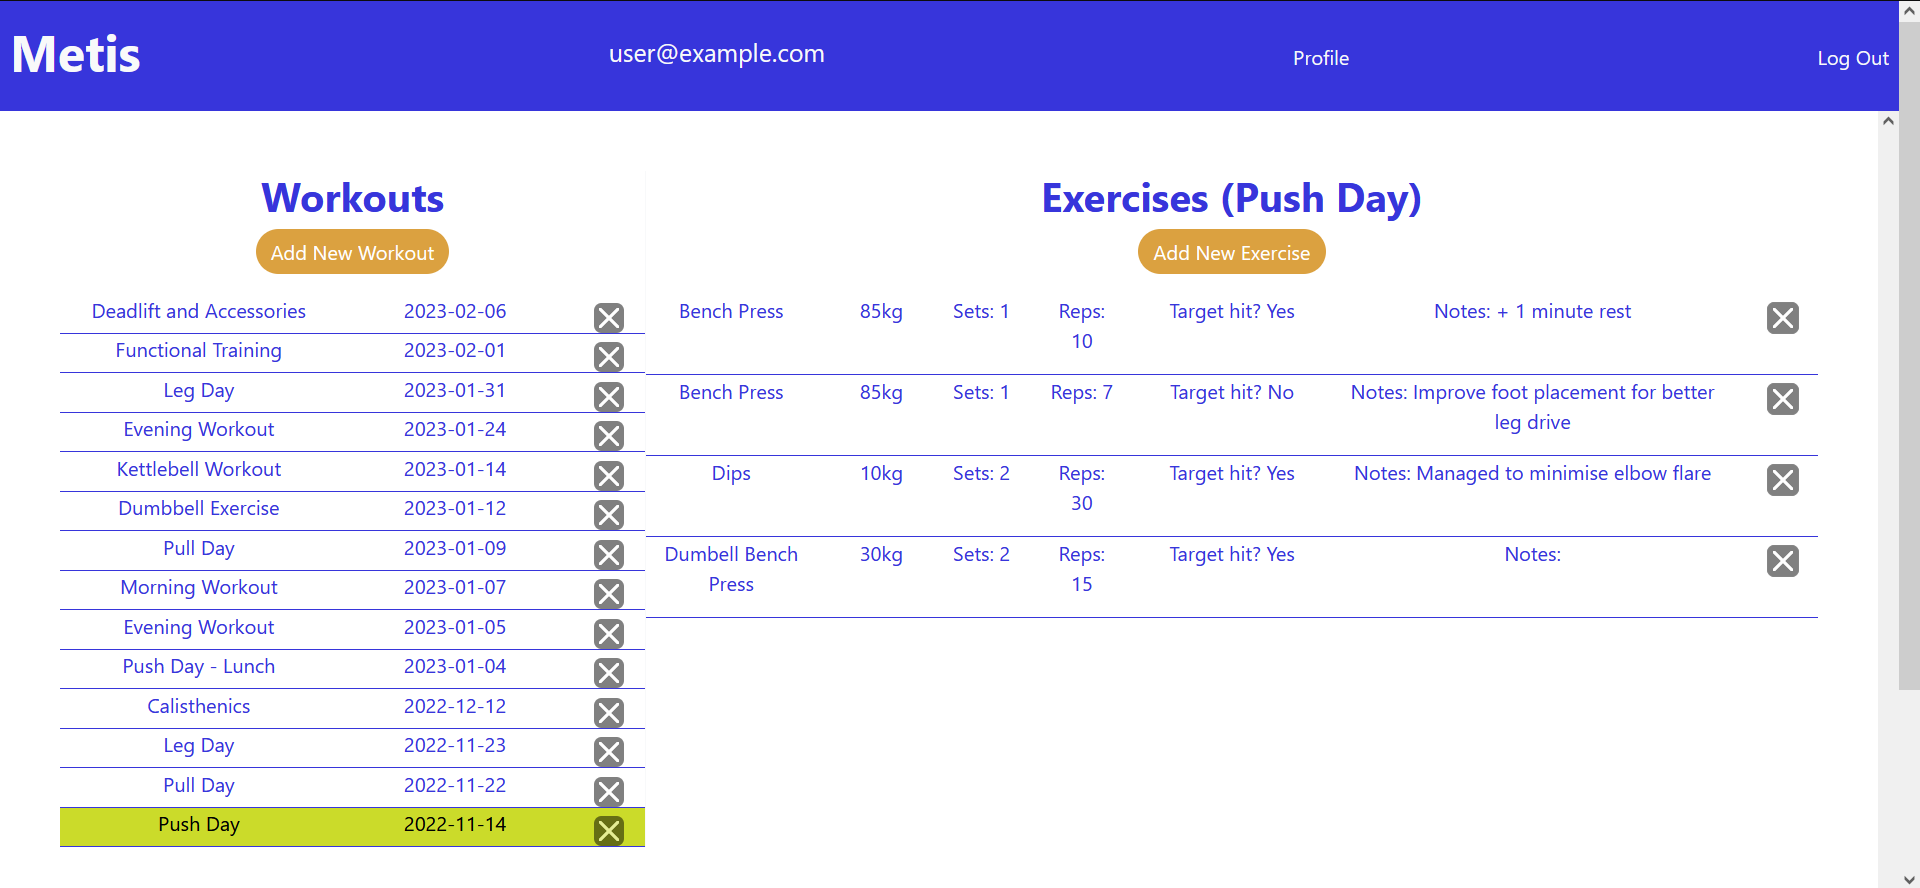 Metis user@example.com Profile Log Out
Workouts
Add New Workout
Deadlift and Accessories 2023-02-06
Functional Training 2023-02-01
Leg Day 2023-01-31
Evening Workout 2023-01-24
Kettlebell Workout 2023-01-14
Dumbbell Exercise 2023-01-12
Pull Day 2023-01-09
Morning Workout 2023-01-07
Evening Workout 2023-01-05
Push Day - Lunch 2023-01-04
Calisthenics 2022-12-12
Leg Day 2022-11-23
Pull Day 2022-11-22
Push Day 2022-11-14
Exercises (Push Day)
Add New Exercise
Bench Press 85kg Sets: 1 Reps: Target hit? Yes Notes: + 1 minute rest
10
Bench Press 85kg Sets: 1 Reps: 7 Target hit? No Notes: Improve foot placement for better
leg drive
Dips 10kg Sets: 2 Reps: Target hit? Yes Notes: Managed to minimise elbow flare
30
Dumbell Bench 30kg Sets: 2 Reps: Target hit? Yes Notes:
Press 15